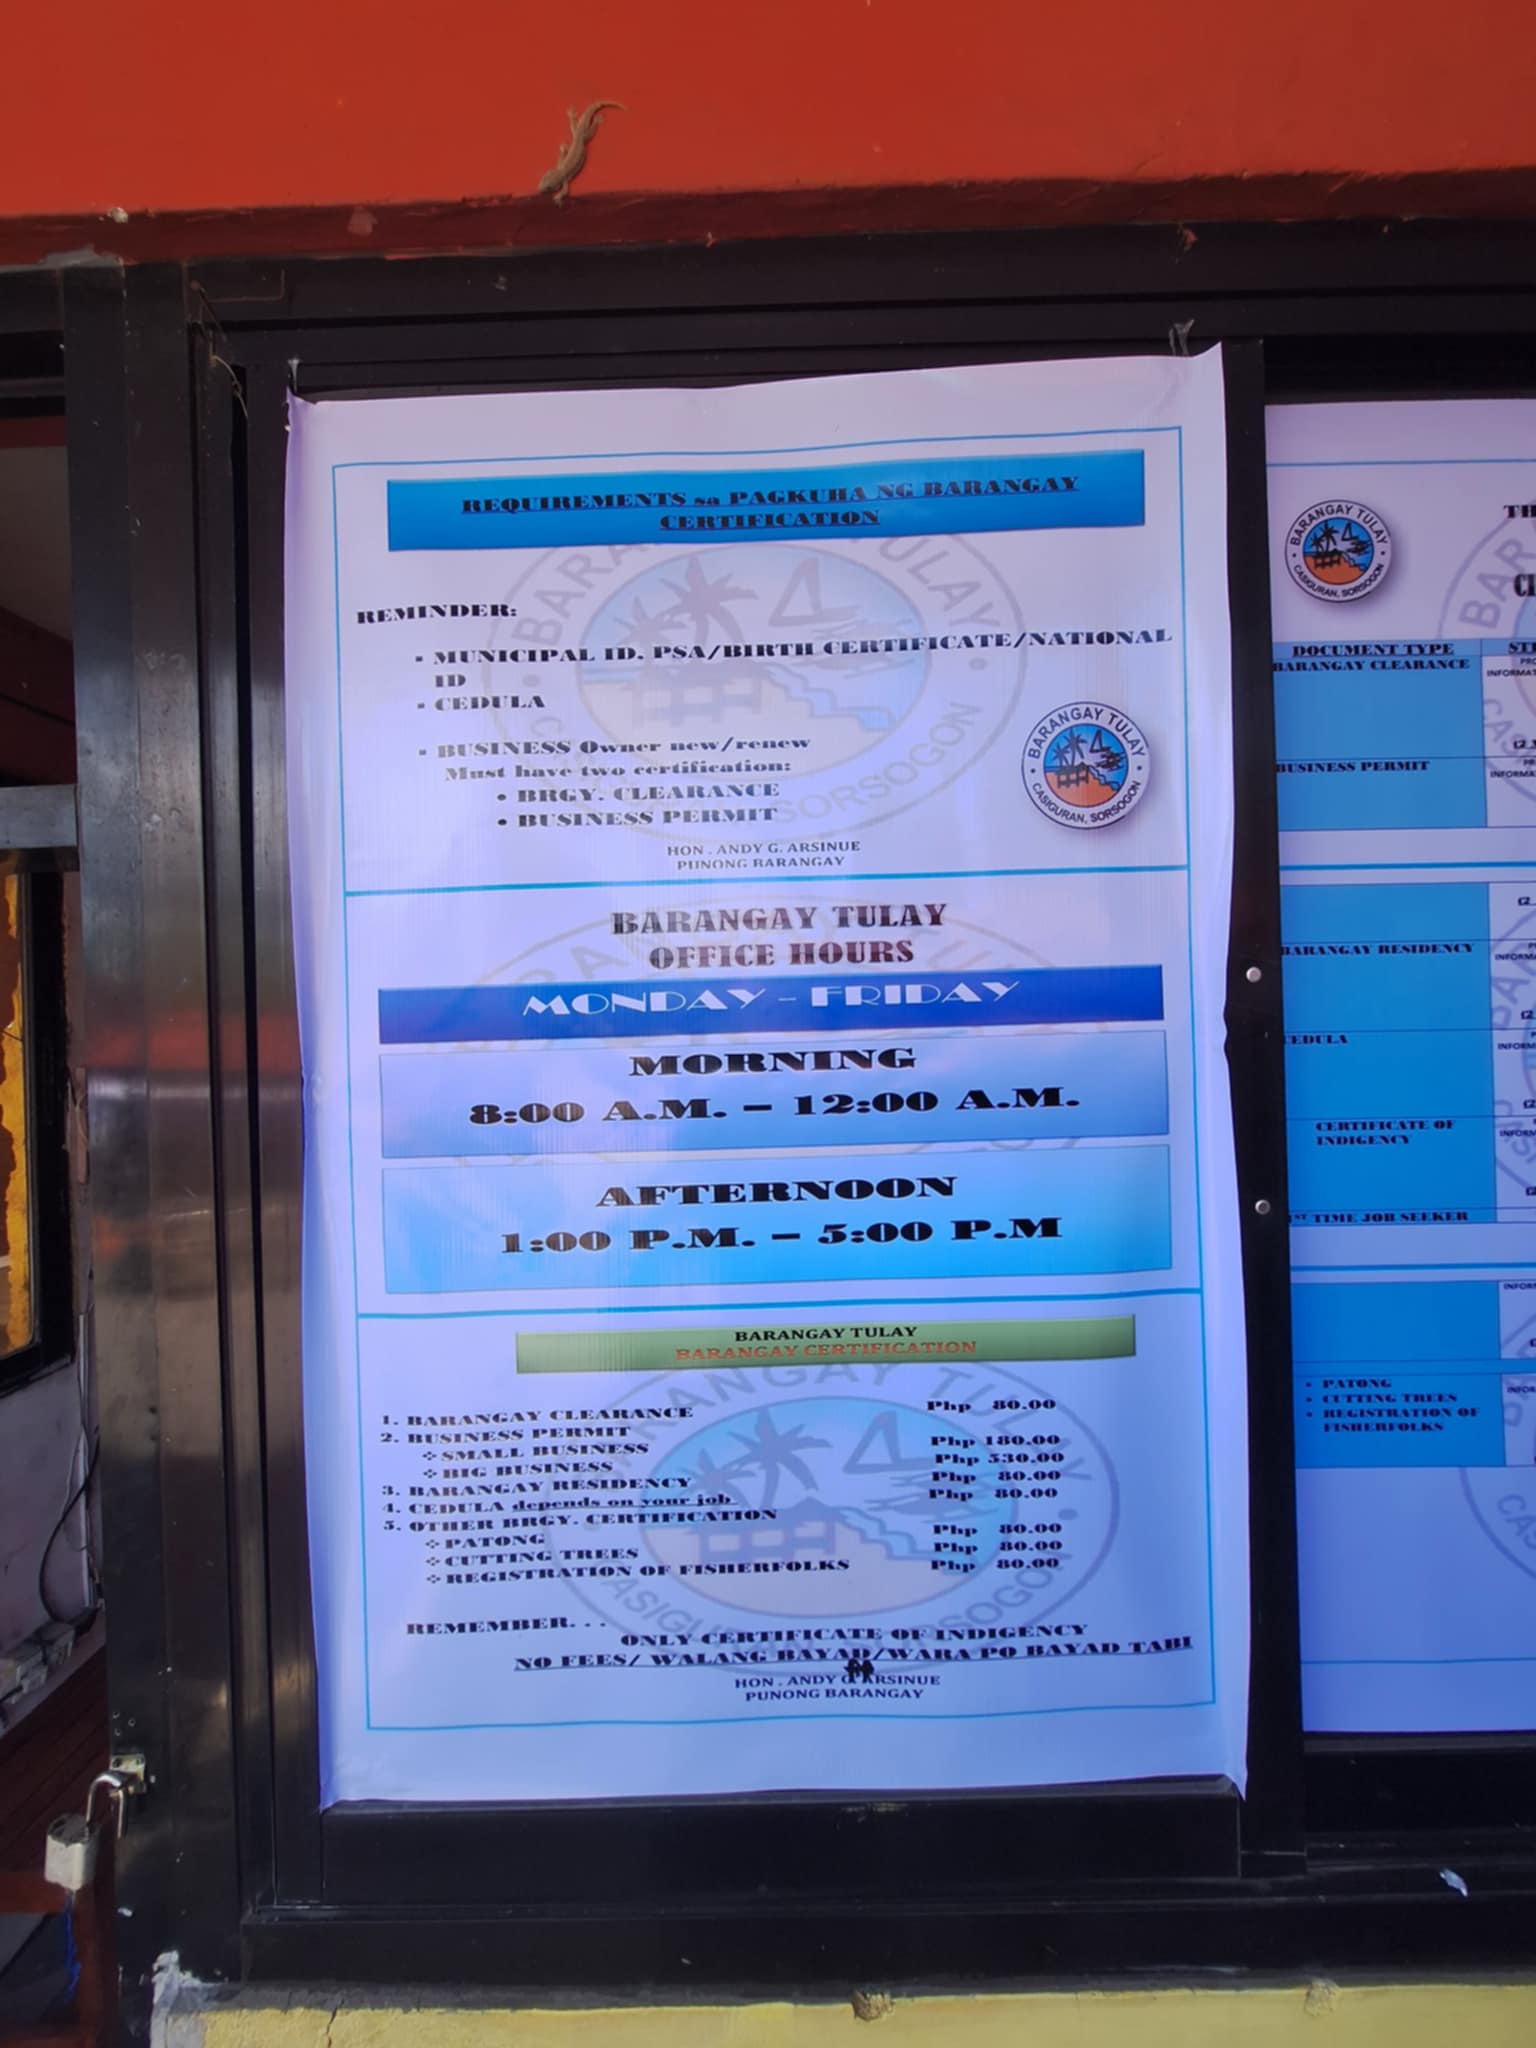 REQUIREMENTS sa PAGKUHA NG BARANGAY
CERTIFICATION
REMINDER:
▪ MUNICIPAL ID. PSA/BIRTH CERTIFICATE/NATIONAL
ID
▪ CEDULA
▪ BUSINESS Owner new/renew
Must have two certification:
• BRGY. CLEARANCE
• BUSINESS PERMIT
BARANGAY TULAY
CASIGURAN, SORSOGON
HON . ANDY G. ARSINUE
PUNONG BARANGAY
BARANGAY TULAY
OFFICE HOURS
MONDAY – FRIDAY
MORNING
8:00 A.M. – 12:00 A.M.
AFTERNOON
1:00 P.M. – 5:00 P.M
BARANGAY TULAY
BARANGAY CERTIFICATION
1. BARANGAY CLEARANCE Php 80.00
2. BUSINESS PERMIT
❖ SMALL BUSINESS Php 180.00
❖ BIG BUSINESS Php 530.00
3. BARANGAY RESIDENCY Php 80.00
4. CEDULA depends on your job Php 80.00
5. OTHER BRGY. CERTIFICATION
❖ PATONG Php 80.00
❖ CUTTING TREES Php 80.00
❖ REGISTRATION OF FISHERFOLKS Php 80.00
REMEMBER. . .
ONLY CERTIFICATE OF INDIGENCY
NO FEES/ WALANG BAYAD/WARA PO BAYAD TABI
HON . ANDY G. ARSINUE
PUNONG BARANGAY
BARANGAY TULAY
CASIGURAN, SORSOGON
TH
DOCUMENT TYPE
BARANGAY CLEARANCE
BUSINESS PERMIT
BARANGAY RESIDENCY
CEDULA
CERTIFICATE OF
INDIGENCY
1ST TIME JOB SEEKER
• PATONG
• CUTTING TREES
• REGISTRATION OF
FISHERFOLKS